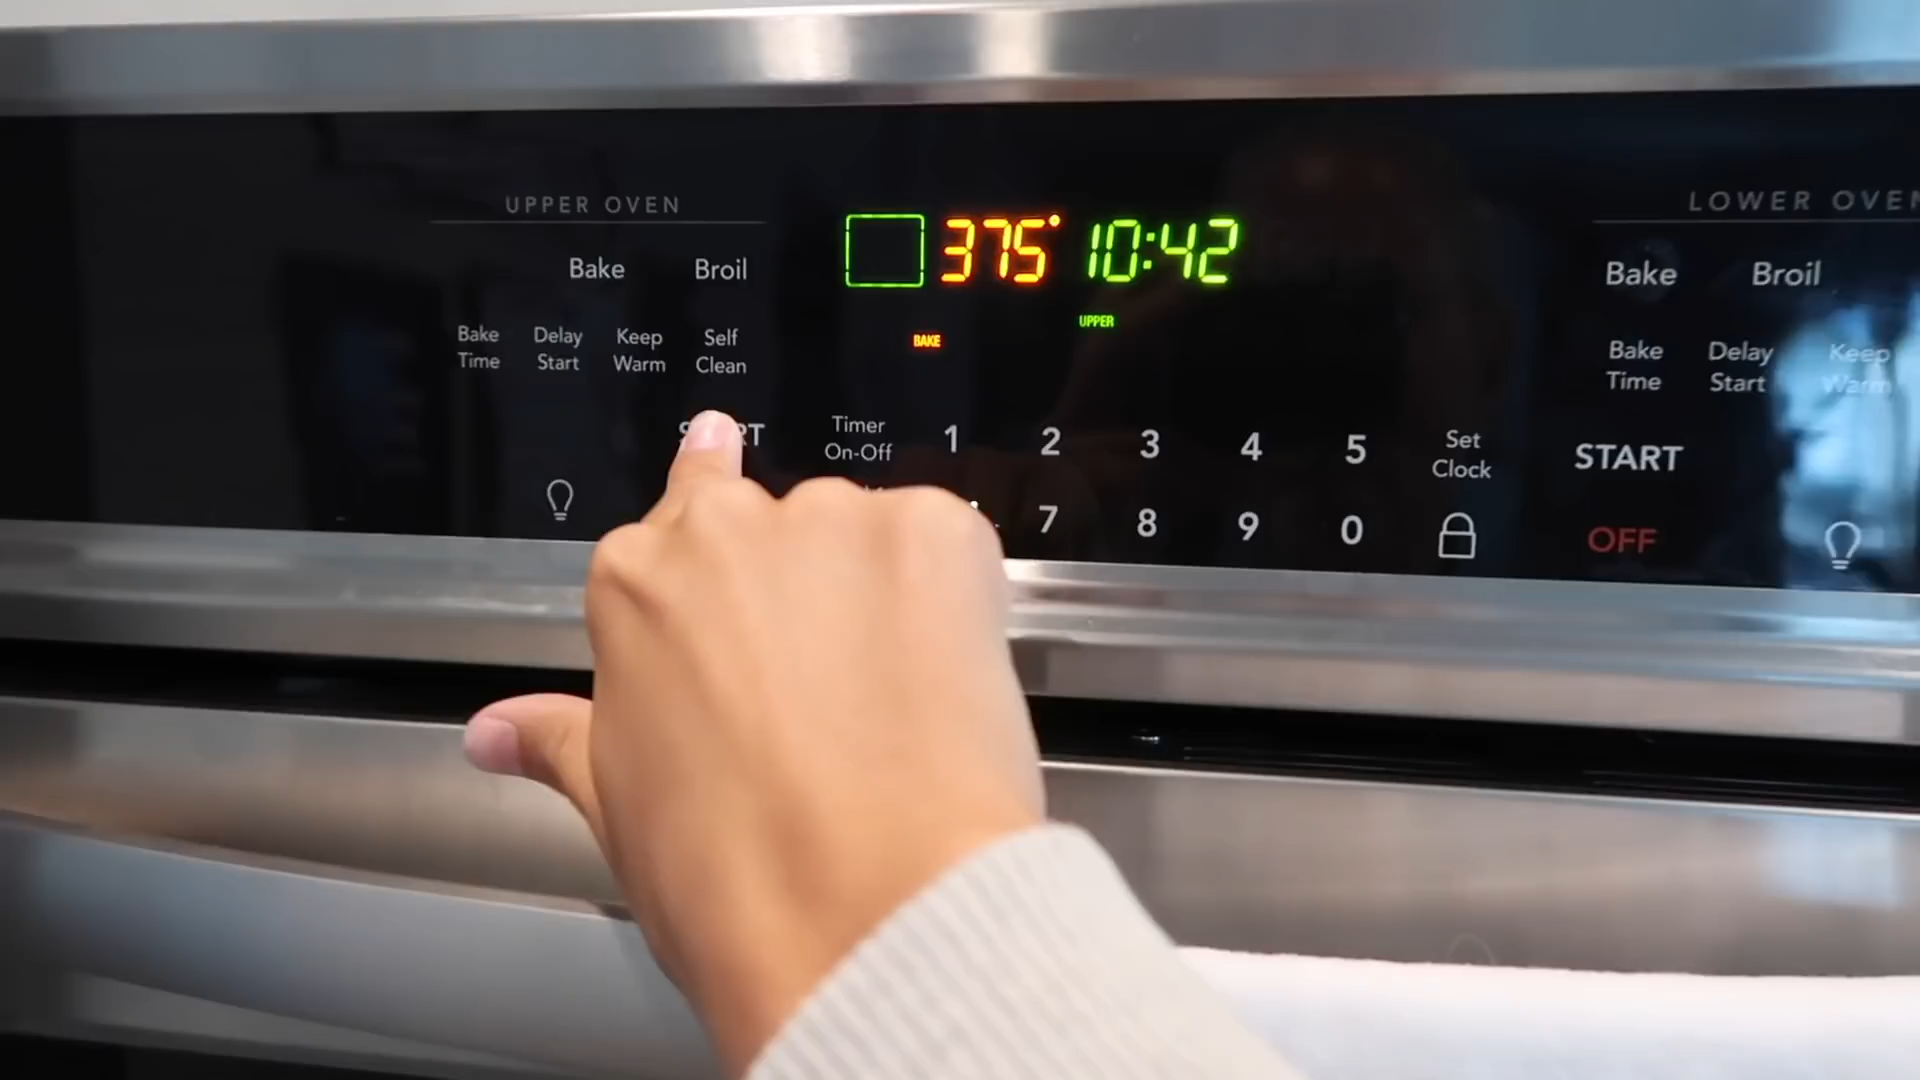 UPPER OVEN
Bake Broil
Bake Time
Delay Start
Keep Warm
Self Clean
375° 10:42
BAKE
UPPER
Timer On-Off
1 2 3 4 5
7 8 9 0
Set Clock
LOWER OVEN
Bake Broil
Bake Time
Delay Start
Keep Warm
START
OFF